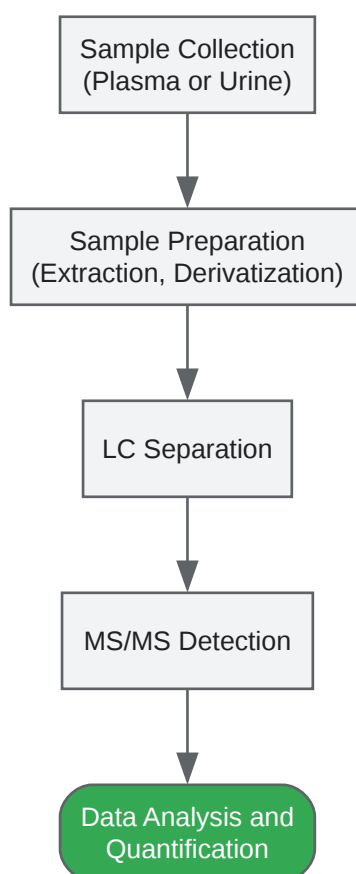 Sample Collection
(Plasma or Urine)
Sample Preparation
(Extraction, Derivatization)
LC Separation
MS/MS Detection
Data Analysis and
Quantification